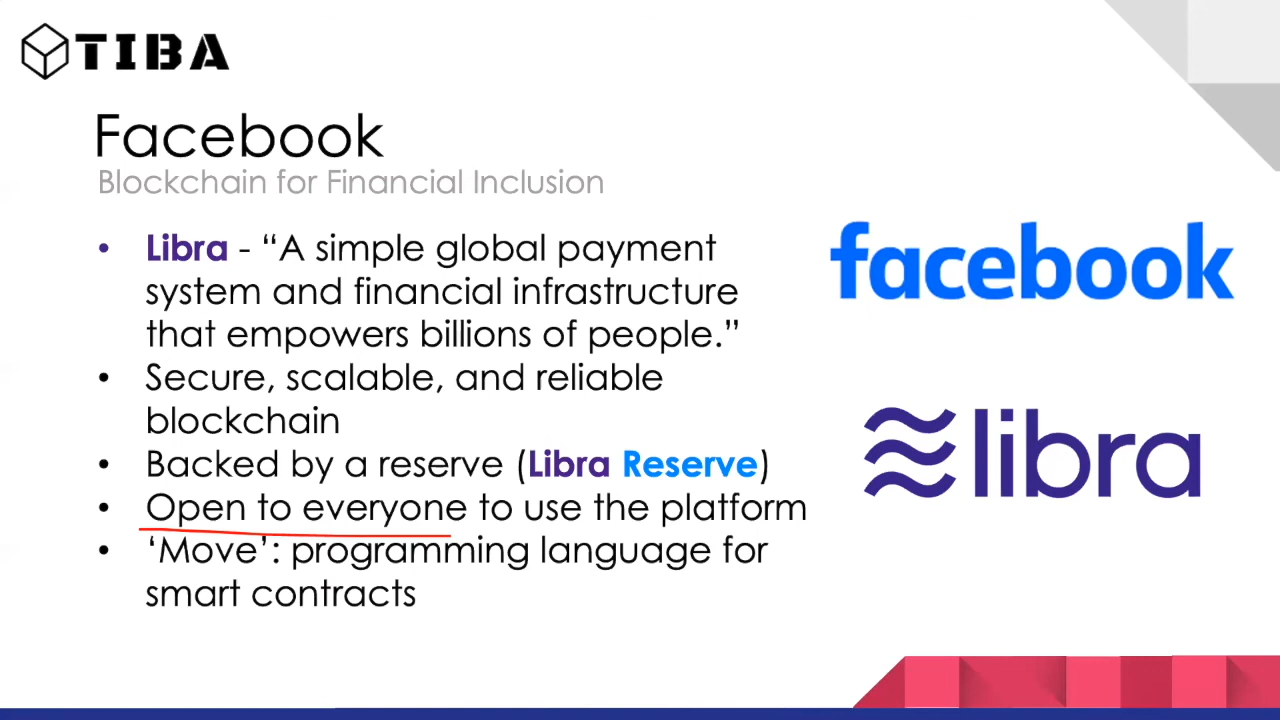 TIBA
Facebook
Blockchain for Financial Inclusion
• Libra - “A simple global payment
system and financial infrastructure
that empowers billions of people.”
• Secure, scalable, and reliable
blockchain
• Backed by a reserve (Libra Reserve)
• Open to everyone to use the platform
• ‘Move’: programming language for
smart contracts
facebook
libra